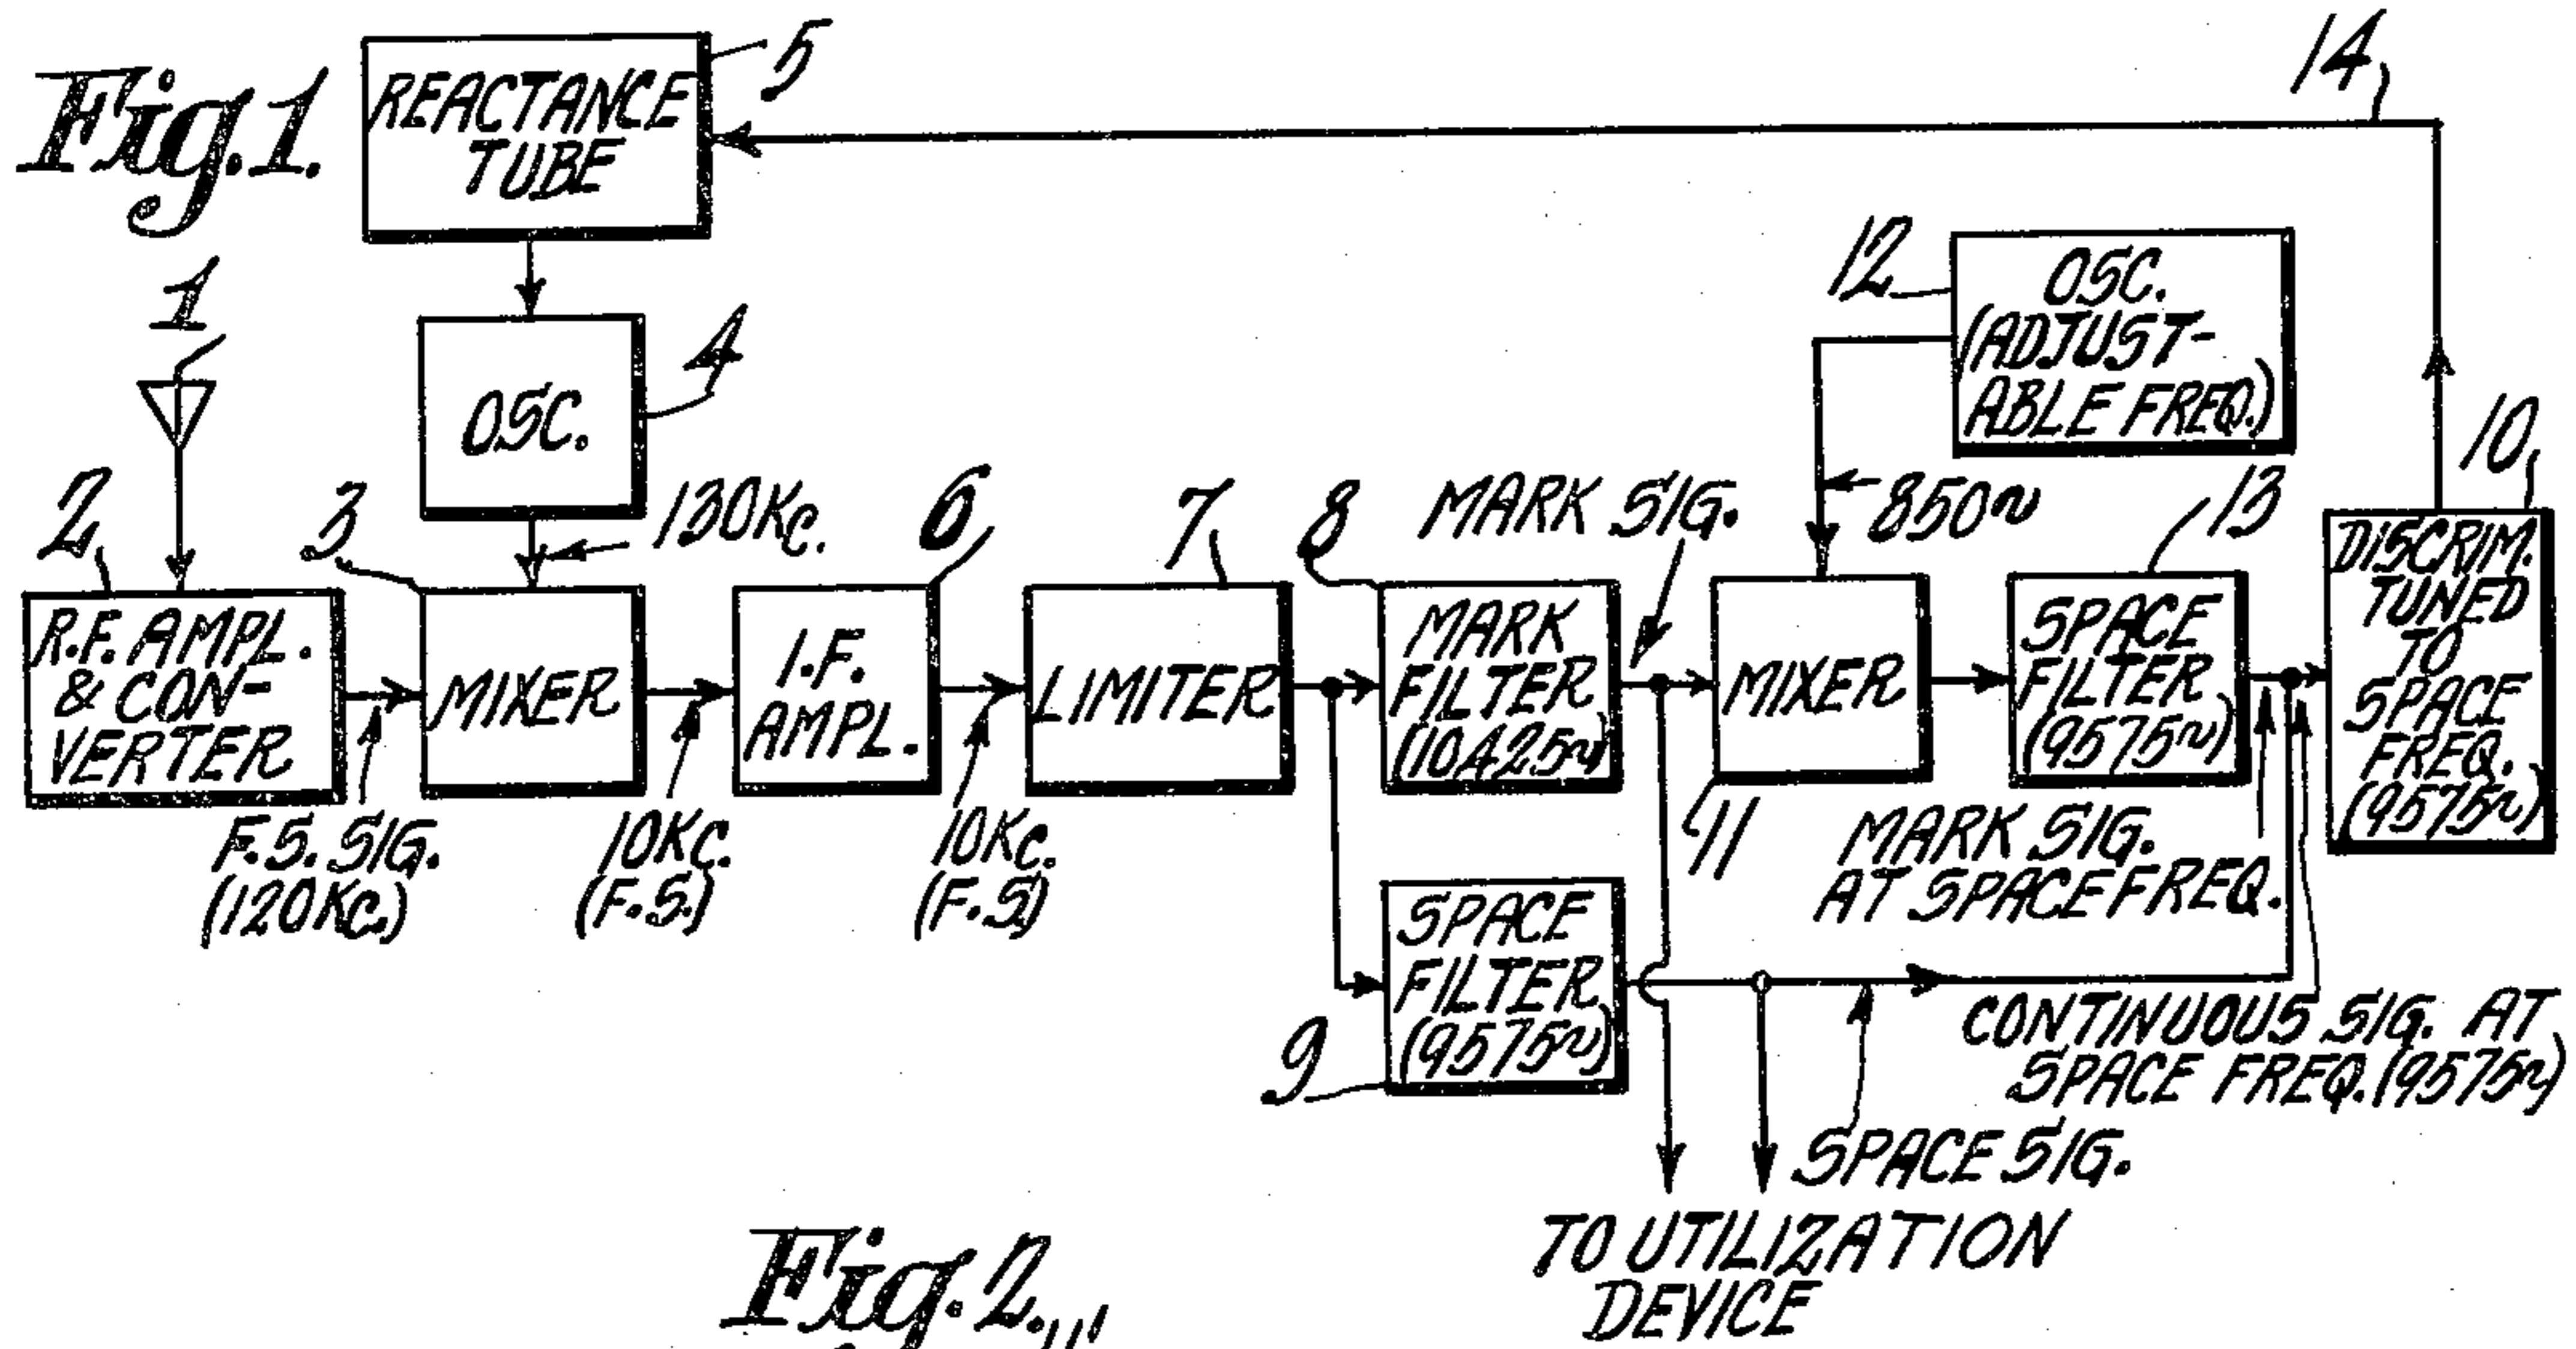 Fig.1.
REACTANCE
TUBE
5
14
1
OSC.
4
12
OSC.
(ADJUST-
ABLE FREQ.)
10
2
3
130KC.
6
7
8
MARK SIG.
850~
13
R.F. AMPL.
& CON-
VERTER
MIXER
I.F.
AMPL.
LIMITER
MARK
FILTER
(10425~)
MIXER
SPACE
FILTER
(9575~)
DISCRIM.
TUNED
TO
SPACE
FREQ.
(9575~)
F.S. SIG.
(120KC.)
10KC.
(F.S.)
10KC.
(F.S)
11
MARK SIG.
AT SPACE FREQ.
SPACE
FILTER
(9575~)
9
CONTINUOUS SIG. AT
SPACE FREQ.(9575~)
SPACE SIG.
TO UTILIZATION
DEVICE
Fig.2.